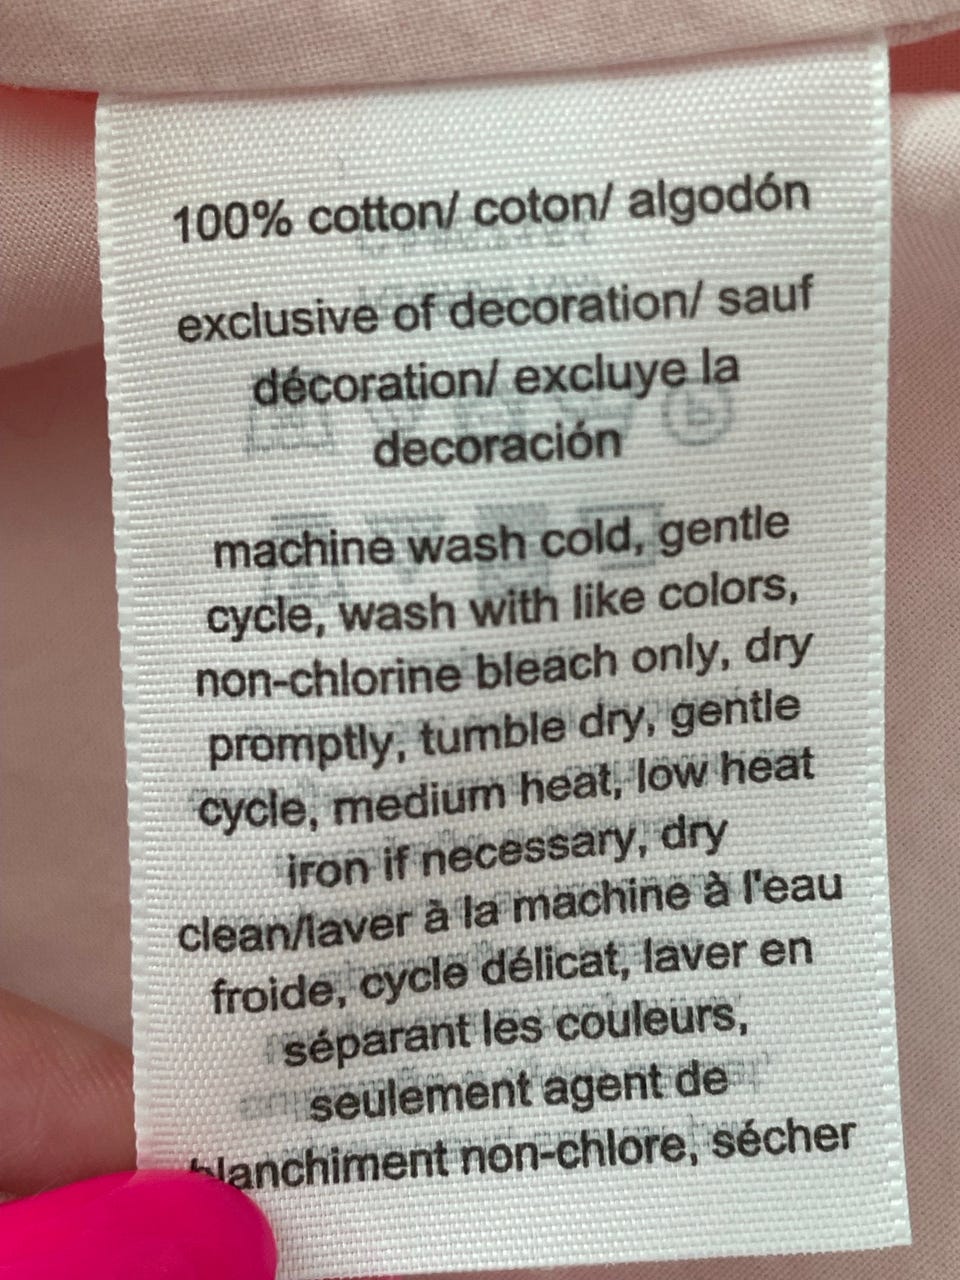 100% cotton/ coton/ algodón
exclusive of decoration/ sauf
décoration/ excluye la
decoración
machine wash cold, gentle
cycle, wash with like colors,
non-chlorine bleach only, dry
promptly, tumble dry, gentle
cycle, medium heat, low heat
iron if necessary, dry
clean/laver à la machine à l'eau
froide, cycle délicat, laver en
séparant les couleurs,
seulement agent de
blanchiment non-chlore, sécher